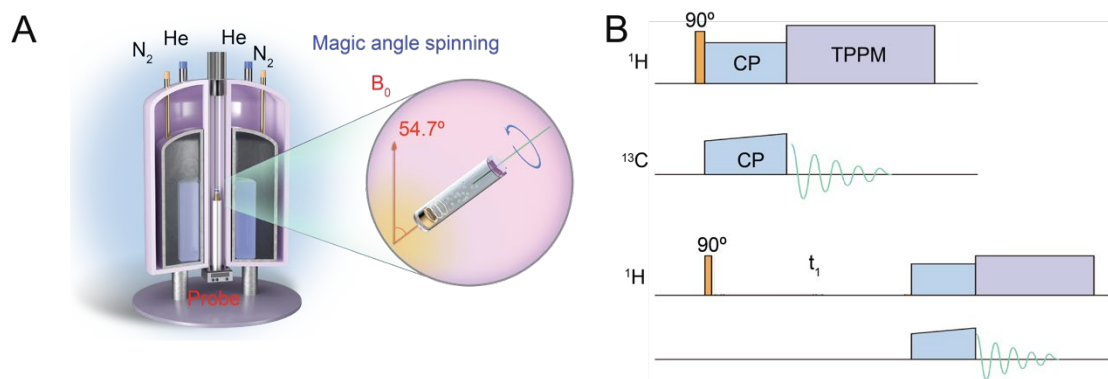 A
He He
N₂ N₂
Magic angle spinning
B₀
54.7º
Probe
B
90º
¹H CP TPPM
¹³C CP
90º
¹H t₁